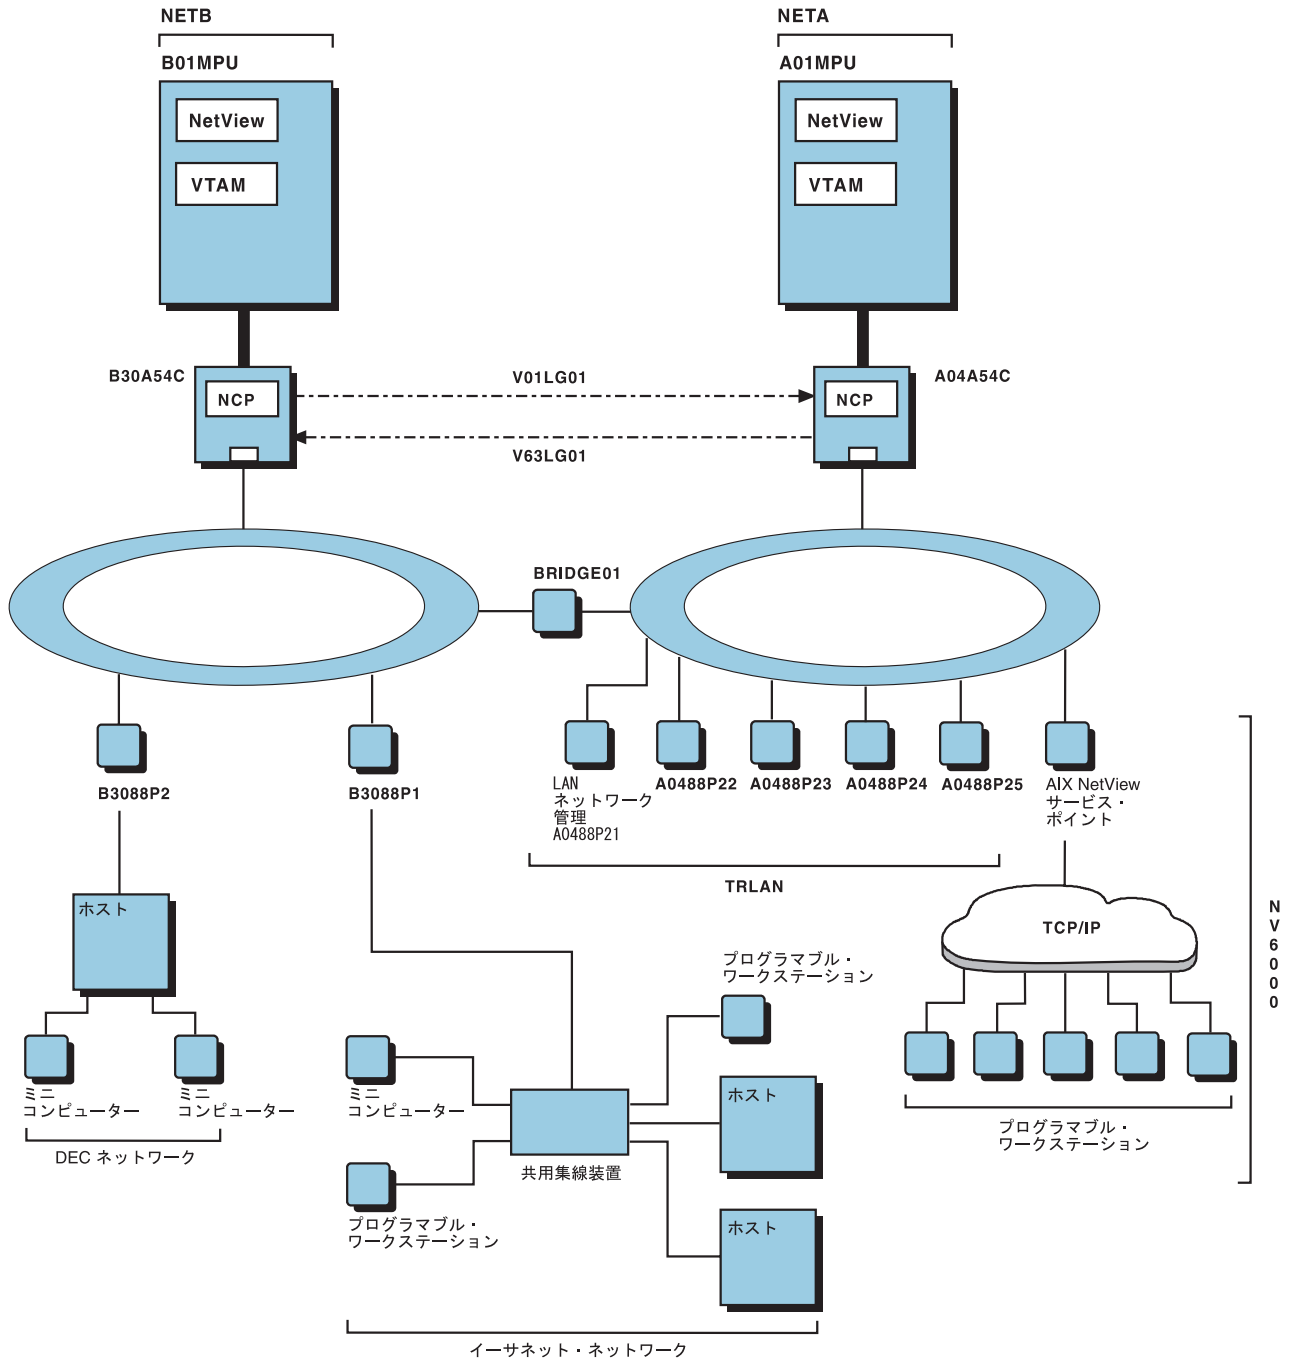 NETB
NETA
B01MPU
A01MPU
NetView
NetView
VTAM
VTAM
B30A54C
NCP
V01LG01
V63LG01
NCP
A04A54C
BRIDGE01
B3088P2
B3088P1
LAN
ネットワーク
管理
A0488P21
A0488P22
A0488P23
A0488P24
A0488P25
AIX NetView
サービス・
ポイント
TRLAN
NV6000
TCP/IP
ホスト
プログラマブル・
ワークステーション
ミニ
コンピューター
ミニ
コンピューター
DEC ネットワーク
ミニ
コンピューター
ホスト
プログラマブル・
ワークステーション
共用集線装置
プログラマブル・
ワークステーション
ホスト
イーサネット・ネットワーク